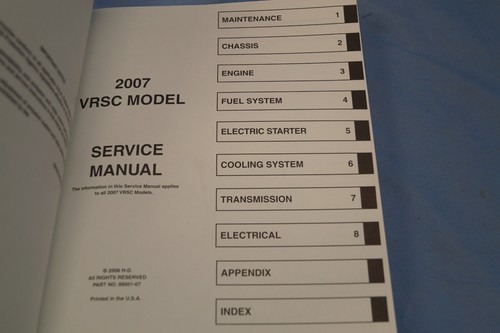 2007
VRSC MODEL
SERVICE
MANUAL
The information in this Service Manual applies
to all 2007 VRSC Models.
© 2006 H-D.
All RIGHTS RESERVED
PART NO. 99501-07
Printed in the U.S.A.
MAINTENANCE 1
CHASSIS 2
ENGINE 3
FUEL SYSTEM 4
ELECTRIC STARTER 5
COOLING SYSTEM 6
TRANSMISSION 7
ELECTRICAL 8
APPENDIX
INDEX